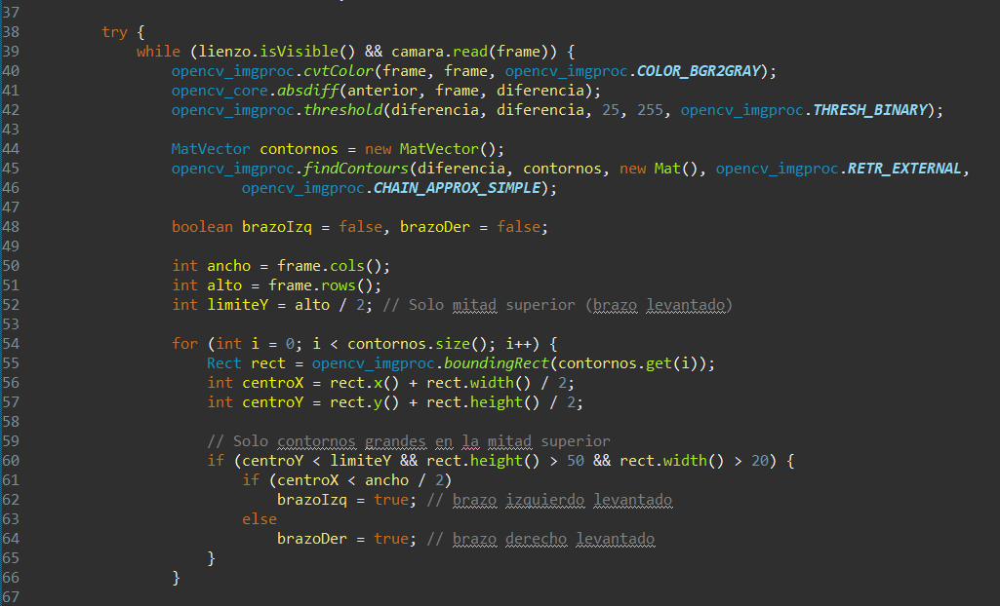 37
38 try {
39 while (lienzo.isVisible() && camara.read(frame)) {
40 opencv_imgproc.cvtColor(frame, frame, opencv_imgproc.COLOR_BGR2GRAY);
41 opencv_core.absdiff(anterior, frame, diferencia);
42 opencv_imgproc.threshold(diferencia, diferencia, 25, 255, opencv_imgproc.THRESH_BINARY);
43
44 MatVector contornos = new MatVector();
45 opencv_imgproc.findContours(diferencia, contornos, new Mat(), opencv_imgproc.RETR_EXTERNAL,
46 opencv_imgproc.CHAIN_APPROX_SIMPLE);
47
48 boolean brazoIzq = false, brazoDer = false;
49
50 int ancho = frame.cols();
51 int alto = frame.rows();
52 int limiteY = alto / 2; // Solo mitad superior (brazo levantado)
53
54 for (int i = 0; i < contornos.size(); i++) {
55 Rect rect = opencv_imgproc.boundingRect(contornos.get(i));
56 int centroX = rect.x() + rect.width() / 2;
57 int centroY = rect.y() + rect.height() / 2;
58
59 // Solo contornos grandes en la mitad superior
60 if (centroY < limiteY && rect.height() > 50 && rect.width() > 20) {
61 if (centroX < ancho / 2)
62 brazoIzq = true; // brazo izquierdo levantado
63 else
64 brazoDer = true; // brazo derecho levantado
65 }
66 }
67